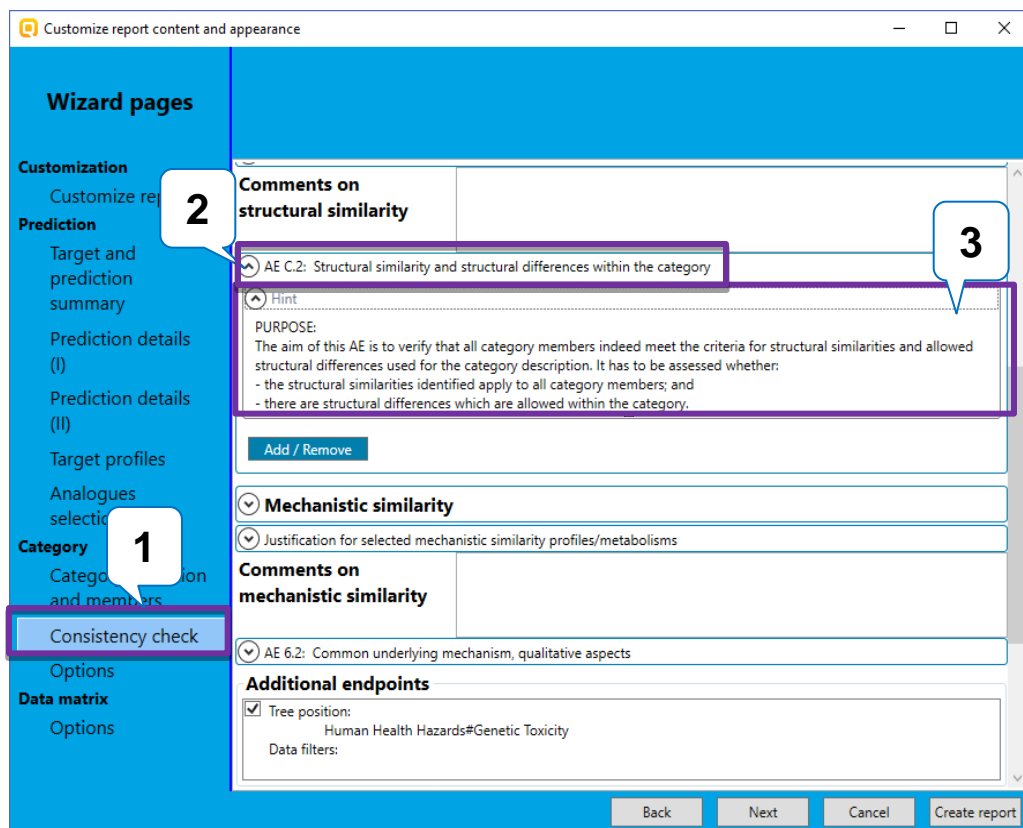 Customize report content and appearance
Wizard pages
Customization
Customize re
Prediction
Target and
prediction
summary
Prediction details
(I)
Prediction details
(II)
Target profiles
Analogues
selecti
Category
Catego ion
and members
Consistency check
Options
Data matrix
Options
1
2
3
Comments on
structural similarity
AE C.2: Structural similarity and structural differences within the category
Hint
PURPOSE:
The aim of this AE is to verify that all category members indeed meet the criteria for structural similarities and allowed
structural differences used for the category description. It has to be assessed whether:
- the structural similarities identified apply to all category members; and
- there are structural differences which are allowed within the category.
Add / Remove
Mechanistic similarity
Justification for selected mechanistic similarity profiles/metabolisms
Comments on
mechanistic similarity
AE 6.2: Common underlying mechanism, qualitative aspects
Additional endpoints
Tree position:
Human Health Hazards#Genetic Toxicity
Data filters:
Back
Next
Cancel
Create report